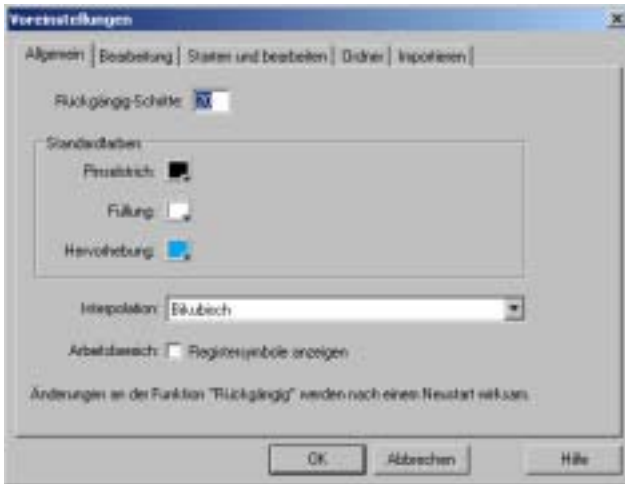 Voreinstellungen
Allgemein Bearbeitung Starten und bearbeiten Ordner Importieren
Rückgängig-Schritte:
Standardfarben
Pinselstrich:
Füllung:
Hervorhebung:
Interpolation: Bikubisch
Arbeitsbereich: Registersymbole anzeigen
Änderungen an der Funktion "Rückgängig" werden nach einem Neustart wirksam.
OK Abbrechen Hilfe